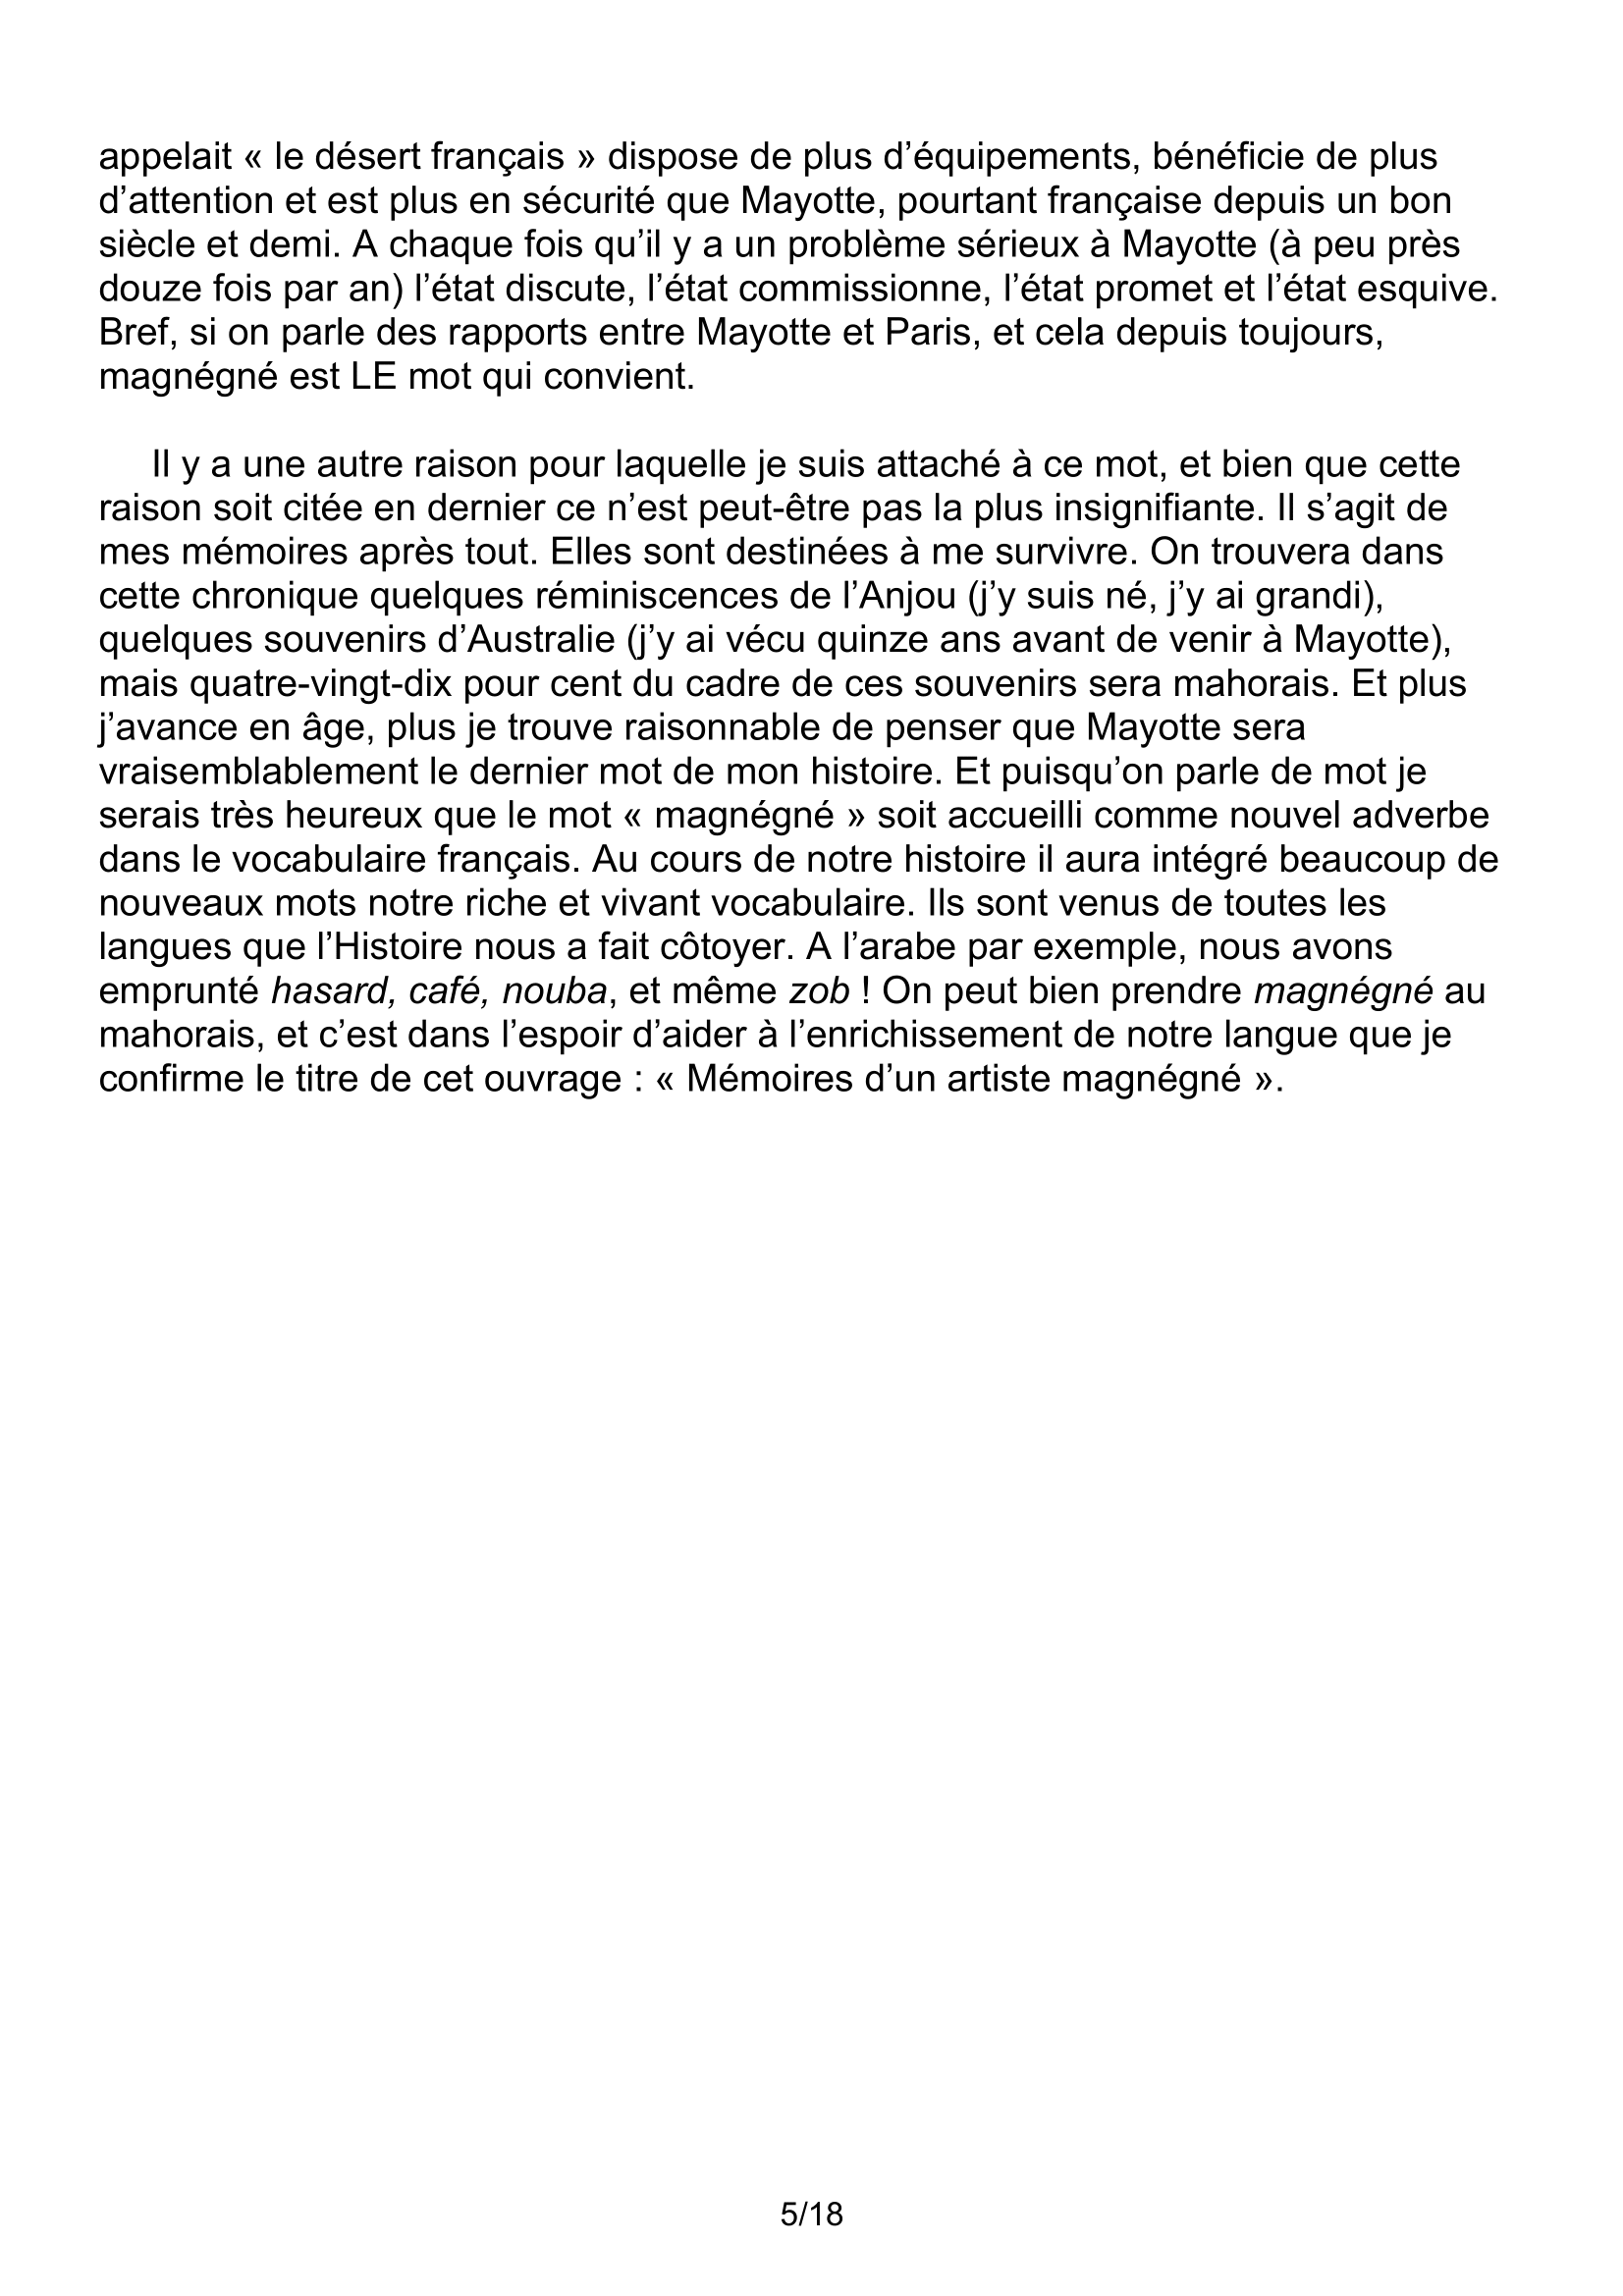 appelait « le désert français » dispose de plus d’équipements, bénéficie de plus
d’attention et est plus en sécurité que Mayotte, pourtant française depuis un bon
siècle et demi. A chaque fois qu’il y a un problème sérieux à Mayotte (à peu près
douze fois par an) l’état discute, l’état commissionne, l’état promet et l’état esquive.
Bref, si on parle des rapports entre Mayotte et Paris, et cela depuis toujours,
magnégné est LE mot qui convient.
Il y a une autre raison pour laquelle je suis attaché à ce mot, et bien que cette
raison soit citée en dernier ce n’est peut-être pas la plus insignifiante. Il s’agit de
mes mémoires après tout. Elles sont destinées à me survivre. On trouvera dans
cette chronique quelques réminiscences de l’Anjou (j’y suis né, j’y ai grandi),
quelques souvenirs d’Australie (j’y ai vécu quinze ans avant de venir à Mayotte),
mais quatre-vingt-dix pour cent du cadre de ces souvenirs sera mahorais. Et plus
j’avance en âge, plus je trouve raisonnable de penser que Mayotte sera
vraisemblablement le dernier mot de mon histoire. Et puisqu’on parle de mot je
serais très heureux que le mot « magnégné » soit accueilli comme nouvel adverbe
dans le vocabulaire français. Au cours de notre histoire il aura intégré beaucoup de
nouveaux mots notre riche et vivant vocabulaire. Ils sont venus de toutes les
langues que l’Histoire nous a fait côtoyer. A l’arabe par exemple, nous avons
emprunté hasard, café, nouba, et même zob ! On peut bien prendre magnégné au
mahorais, et c’est dans l’espoir d’aider à l’enrichissement de notre langue que je
confirme le titre de cet ouvrage : « Mémoires d’un artiste magnégné ».
5/18